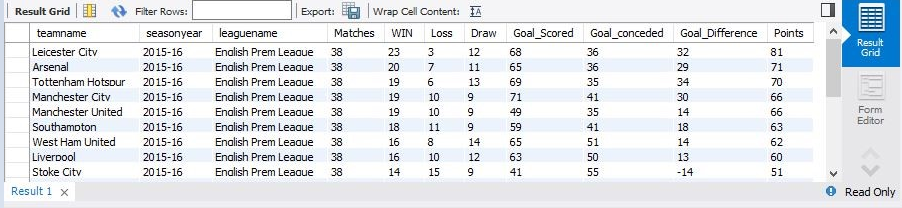 Result Grid Filter Rows: Export: Wrap Cell Content:
teamname seasonyear leaguename Matches WIN Loss Draw Goal_Scored Goal_conceded Goal_Difference Points
Leicester City 2015-16 English Prem League 38 23 3 12 68 36 32 81
Arsenal 2015-16 English Prem League 38 20 7 11 65 36 29 71
Tottenham Hotspur 2015-16 English Prem League 38 19 6 13 69 35 34 70
Manchester City 2015-16 English Prem League 38 19 10 9 71 41 30 66
Manchester United 2015-16 English Prem League 38 19 10 9 49 35 14 66
Southampton 2015-16 English Prem League 38 18 11 9 59 41 18 63
West Ham United 2015-16 English Prem League 38 16 8 14 65 51 14 62
Liverpool 2015-16 English Prem League 38 16 10 12 63 50 13 60
Stoke City 2015-16 English Prem League 38 14 15 9 41 55 -14 51
Result 1
Result
Grid
Form
Editor
Read Only